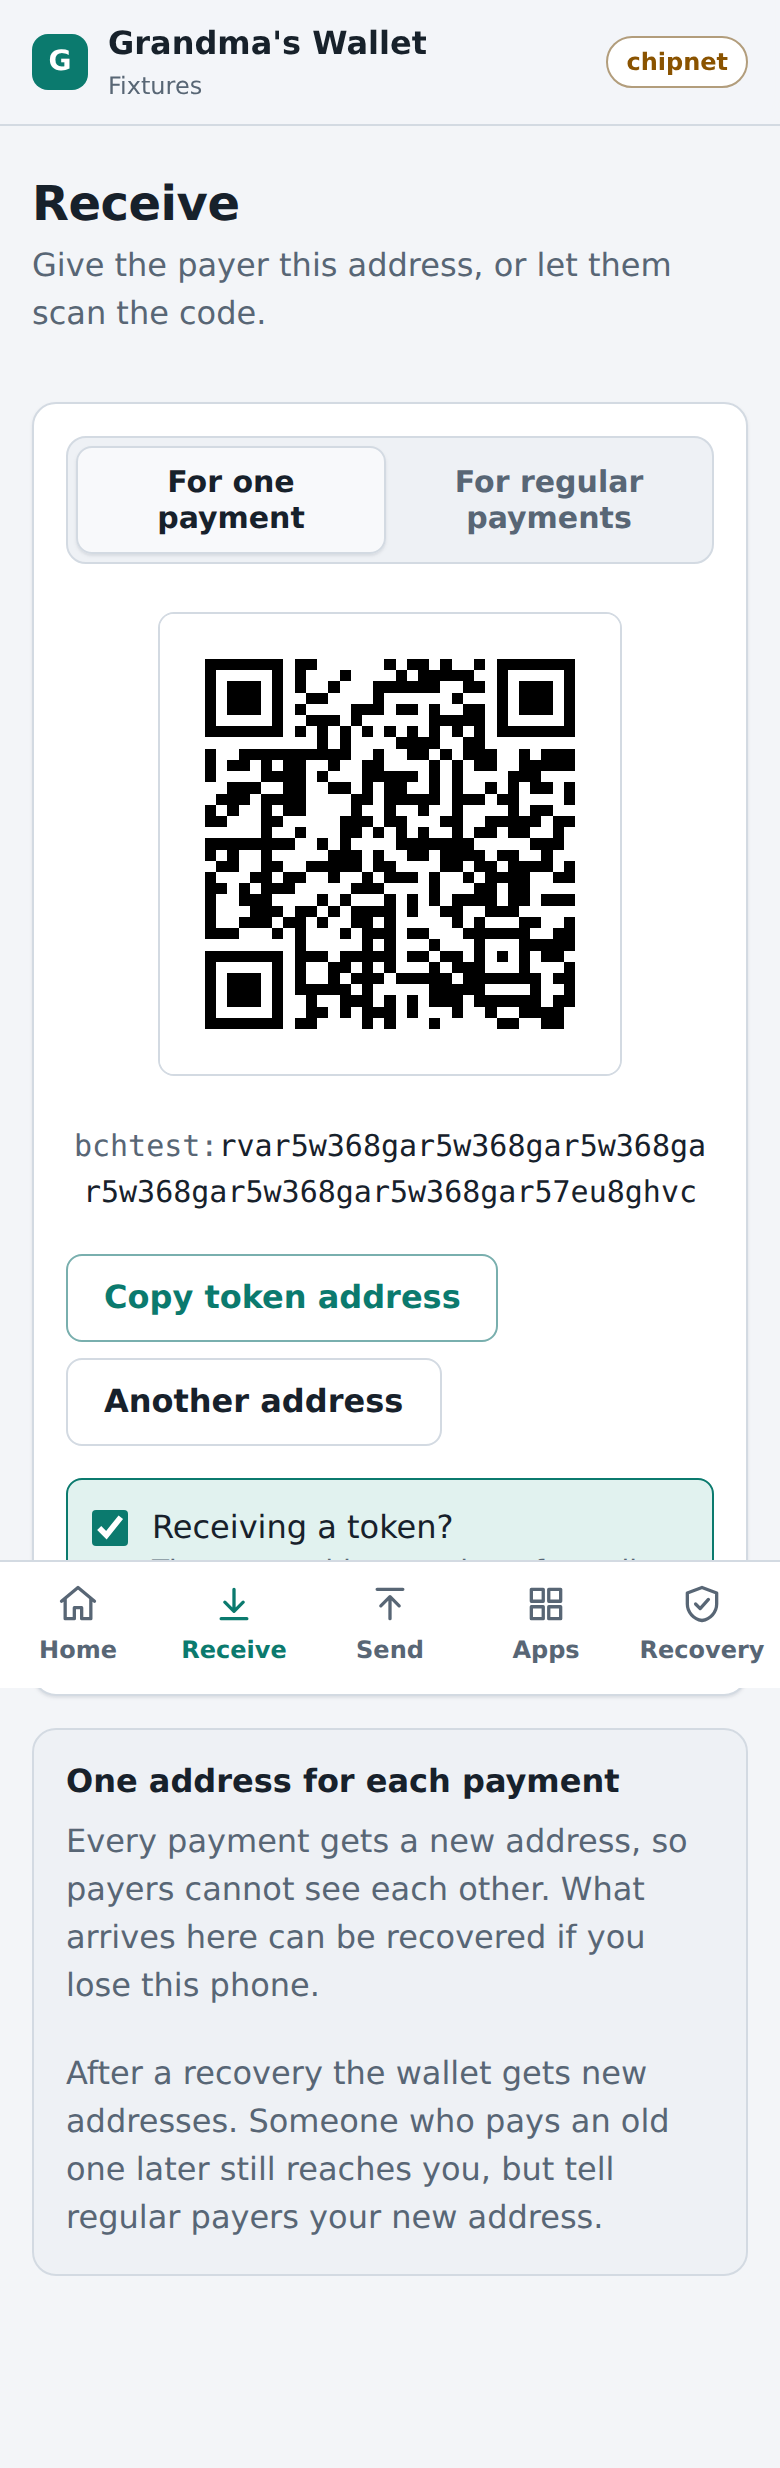 G
Grandma's Wallet
Fixtures
chipnet
Receive
Give the payer this address, or let them
scan the code.
For one
payment
For regular
payments
bchtest:rvar5w368gar5w368gar5w368ga
r5w368gar5w368gar5w368gar57eu8ghvc
Copy token address
Another address
Receiving a token?
Home
Receive
Send
Apps
Recovery
One address for each payment
Every payment gets a new address, so
payers cannot see each other. What
arrives here can be recovered if you
lose this phone.
After a recovery the wallet gets new
addresses. Someone who pays an old
one later still reaches you, but tell
regular payers your new address.